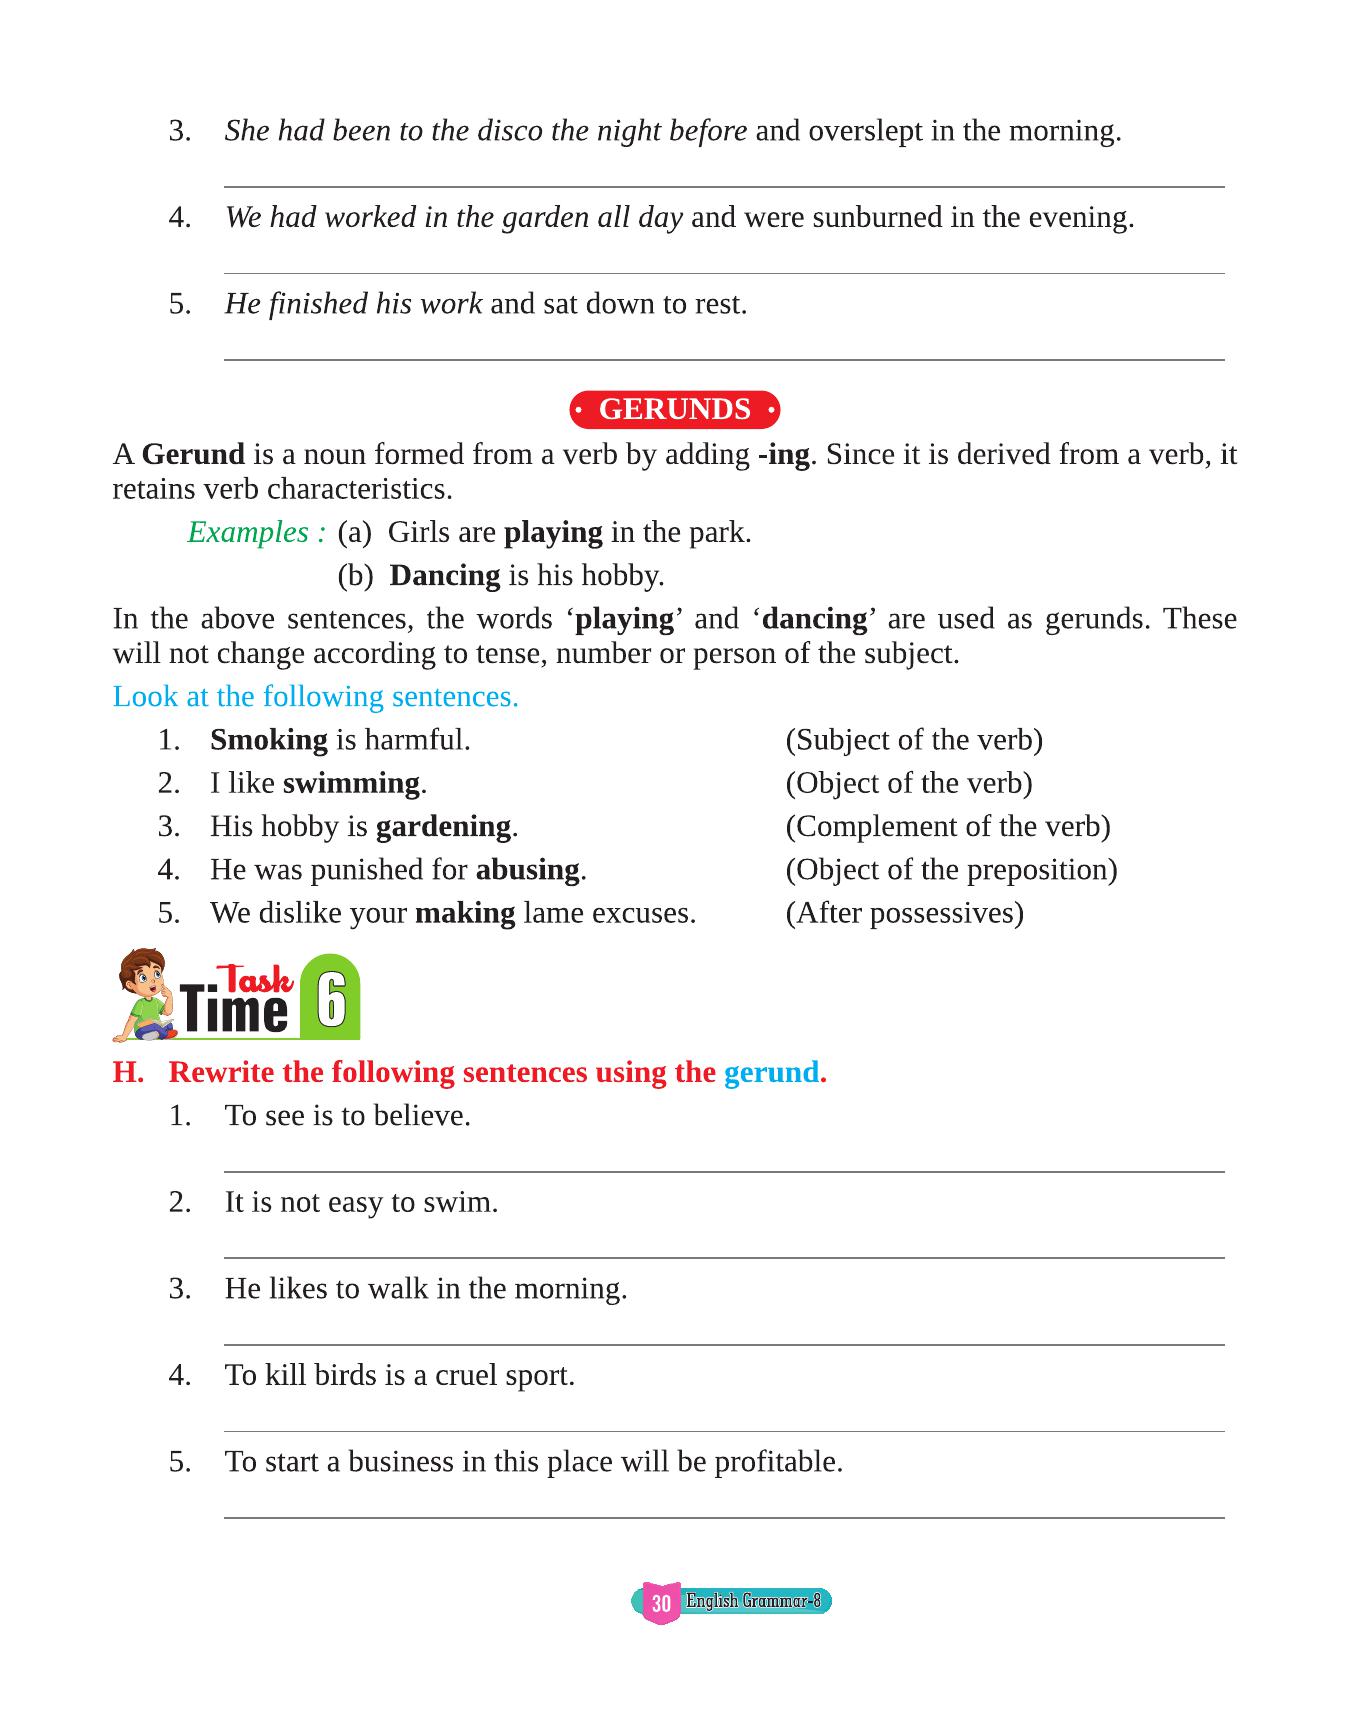 3. She had been to the disco the night before and overslept in the morning.
4. We had worked in the garden all day and were sunburned in the evening.
5. He finished his work and sat down to rest.
GERUNDS
A Gerund is a noun formed from a verb by adding -ing. Since it is derived from a verb, it
retains verb characteristics.
Examples : (a) Girls are playing in the park.
(b) Dancing is his hobby.
In the above sentences, the words ‘playing’ and ‘dancing’ are used as gerunds. These
will not change according to tense, number or person of the subject.
Look at the following sentences.
1. Smoking is harmful. (Subject of the verb)
2. I like swimming. (Object of the verb)
3. His hobby is gardening. (Complement of the verb)
4. He was punished for abusing. (Object of the preposition)
5. We dislike your making lame excuses. (After possessives)
Task
Time 6
H. Rewrite the following sentences using the gerund.
1. To see is to believe.
2. It is not easy to swim.
3. He likes to walk in the morning.
4. To kill birds is a cruel sport.
5. To start a business in this place will be profitable.
30 English Grammar-8